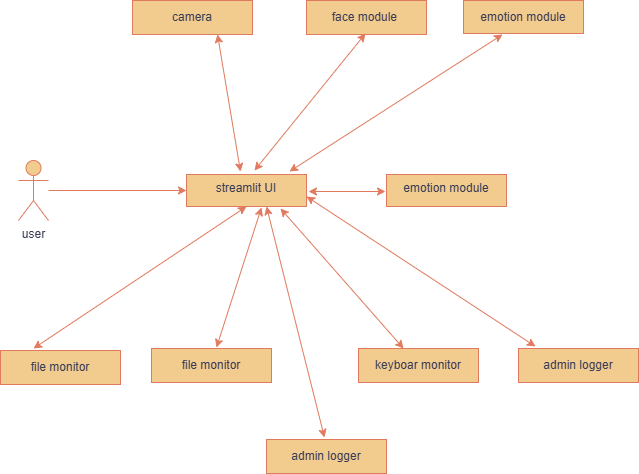 camera
face module
emotion module
streamlit UI
emotion module
user
file monitor
file monitor
keyboar monitor
admin logger
admin logger